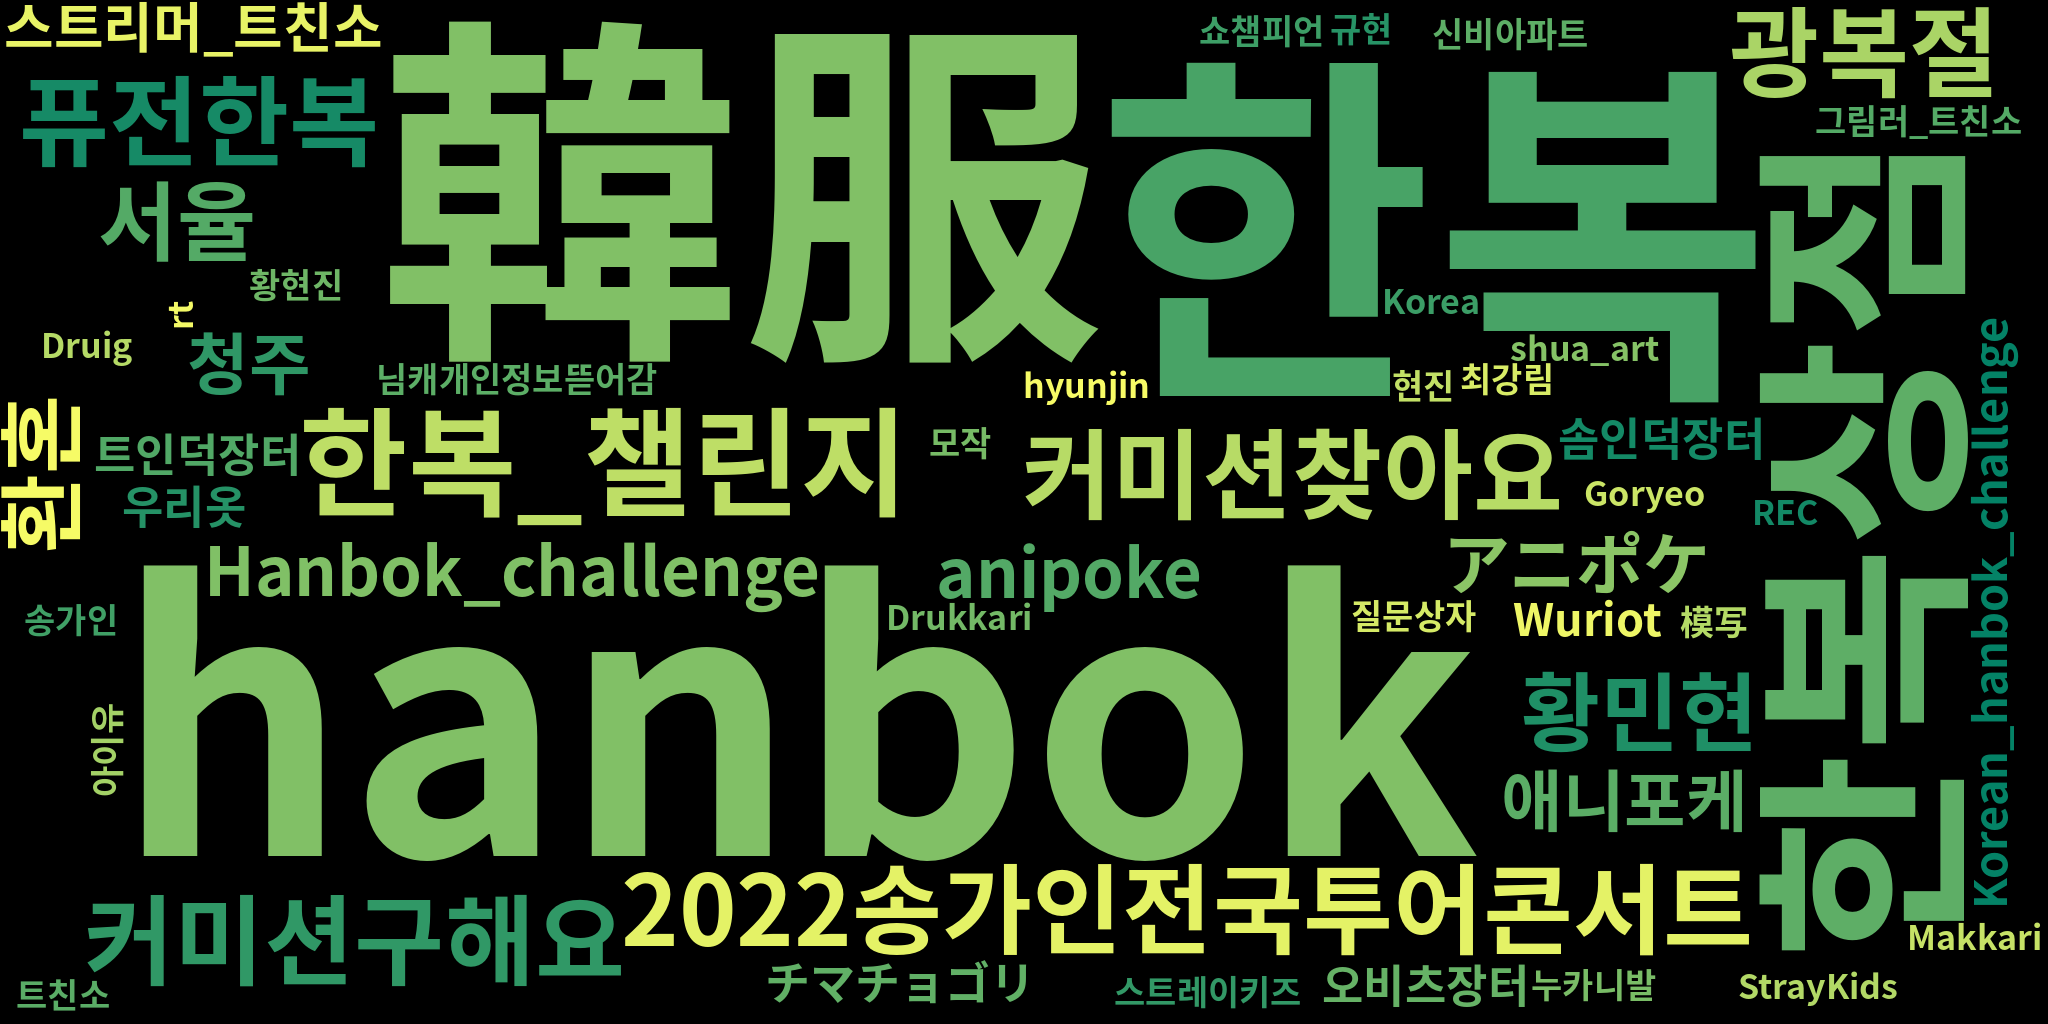 스트리머_트친소
쇼챔피언
규현
신비아파트
광복절
퓨전한복
韓服
한복
그림러_트친소
서율
황현진
rt
Druig
청주
Korea
shua_art
한복상점
님캐개인정보뜯어감
hyunjin
현진
최강림
한혼
트인덕장터
한복_챌린지
모작
커미션찾아요
솜인덕장터
우리옷
Goryeo
REC
Korean_hanbok_challenge
Hanbok_challenge
anipoke
アニポケ
송가인
Drukkari
질문상자
Wuriot
模写
hanbok
아이유
황민현
애니포케
커미션구해요
2022송가인전국투어콘서트
Makkari
트친소
チマチョゴリ
스트레이키즈
오비츠장터
누카니발
StrayKids